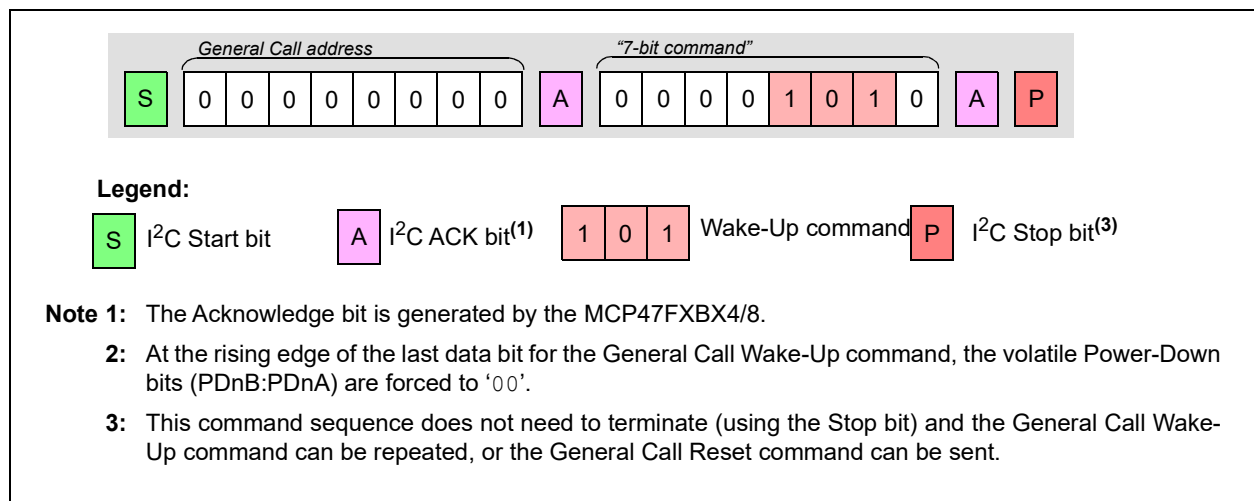 General Call address “7-bit command”
S 0 0 0 0 0 0 0 0 A 0 0 0 0 1 0 1 0 A P
Legend:
S I2C Start bit A I2C ACK bit(1) 1 0 1 Wake-Up command P I2C Stop bit(3)
Note 1: The Acknowledge bit is generated by the MCP47FXBX4/8.
2: At the rising edge of the last data bit for the General Call Wake-Up command, the volatile Power-Down
bits (PDnB:PDnA) are forced to ‘00’.
3: This command sequence does not need to terminate (using the Stop bit) and the General Call Wake-
Up command can be repeated, or the General Call Reset command can be sent.